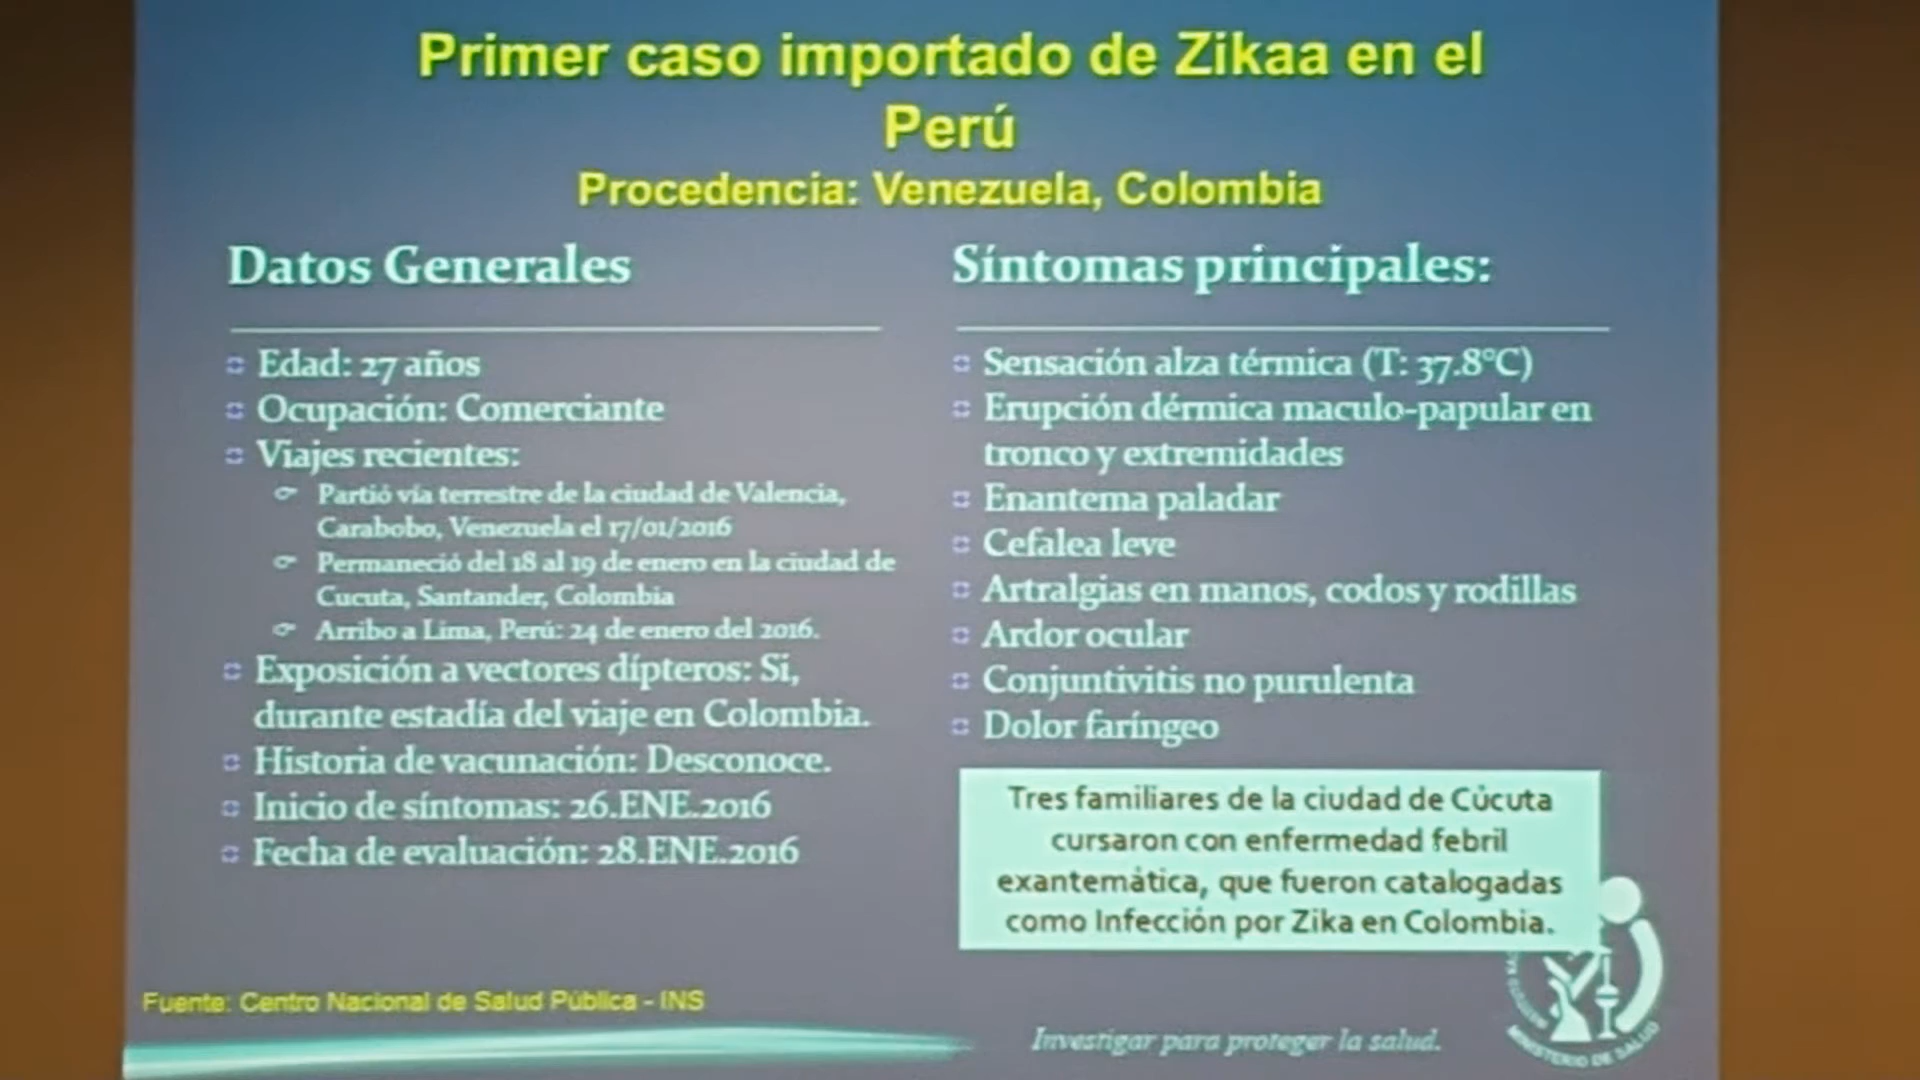 Primer caso importado de Zikaa en el
Perú
Procedencia: Venezuela, Colombia
Datos Generales
Edad: 27 años
Ocupación: Comerciante
Viajes recientes:
Partió vía terrestre de la ciudad de Valencia,
Carabobo, Venezuela el 17/01/2016
Permaneció del 18 al 19 de enero en la ciudad de
Cucuta, Santander, Colombia
Arribo a Lima, Perú: 24 de enero del 2016.
Exposición a vectores dípteros: Si,
durante estadía del viaje en Colombia.
Historia de vacunación: Desconoce.
Inicio de síntomas: 26.ENE.2016
Fecha de evaluación: 28.ENE.2016
Síntomas principales:
Sensación alza térmica (T: 37.8°C)
Erupción dérmica maculo-papular en
tronco y extremidades
Enantema paladar
Cefalea leve
Artralgias en manos, codos y rodillas
Ardor ocular
Conjuntivitis no purulenta
Dolor faríngeo
Tres familiares de la ciudad de Cúcuta
cursaron con enfermedad febril
exantemática, que fueron catalogadas
como Infección por Zika en Colombia.
Fuente: Centro Nacional de Salud Pública - INS
Investigar para proteger la salud.
MINISTERIO DE SALUD